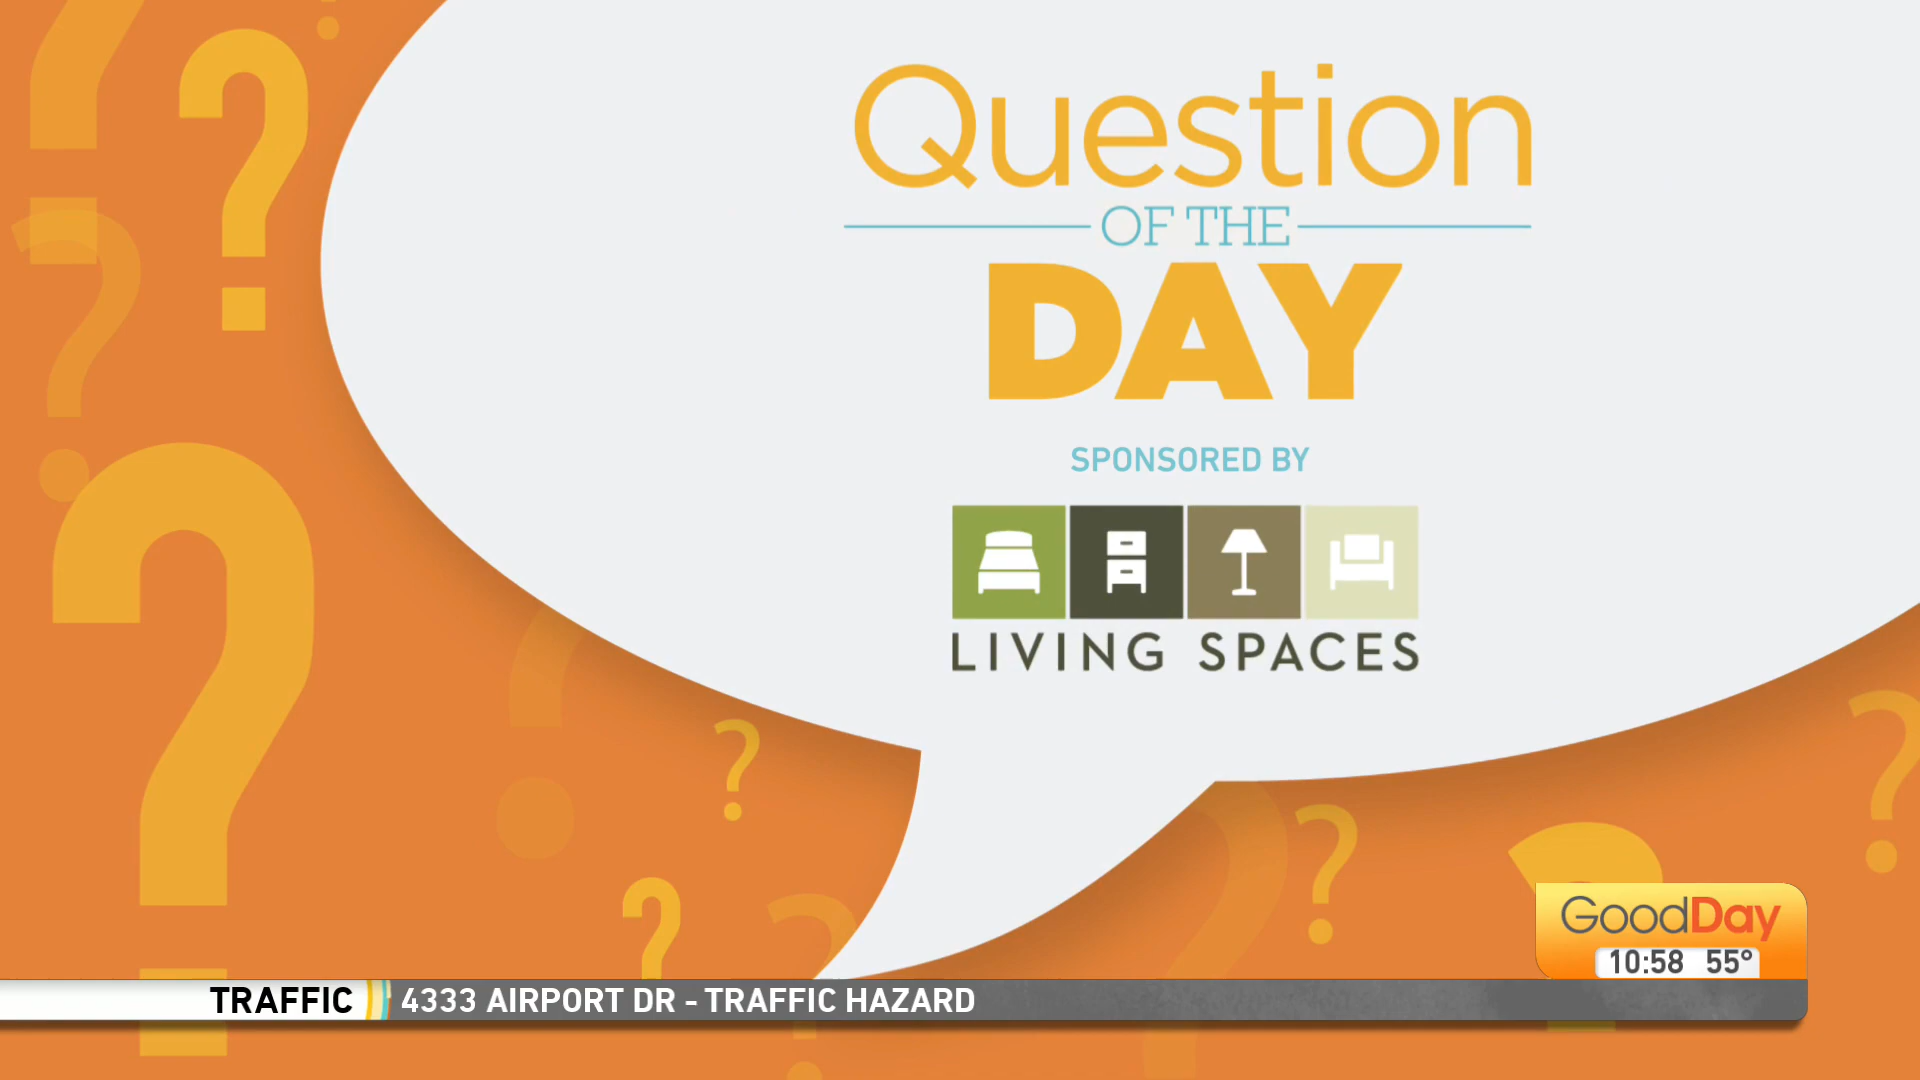 Question
OF THE
DAY
SPONSORED BY
LIVING SPACES
GoodDay
10:58 55°
TRAFFIC 4333 AIRPORT DR - TRAFFIC HAZARD